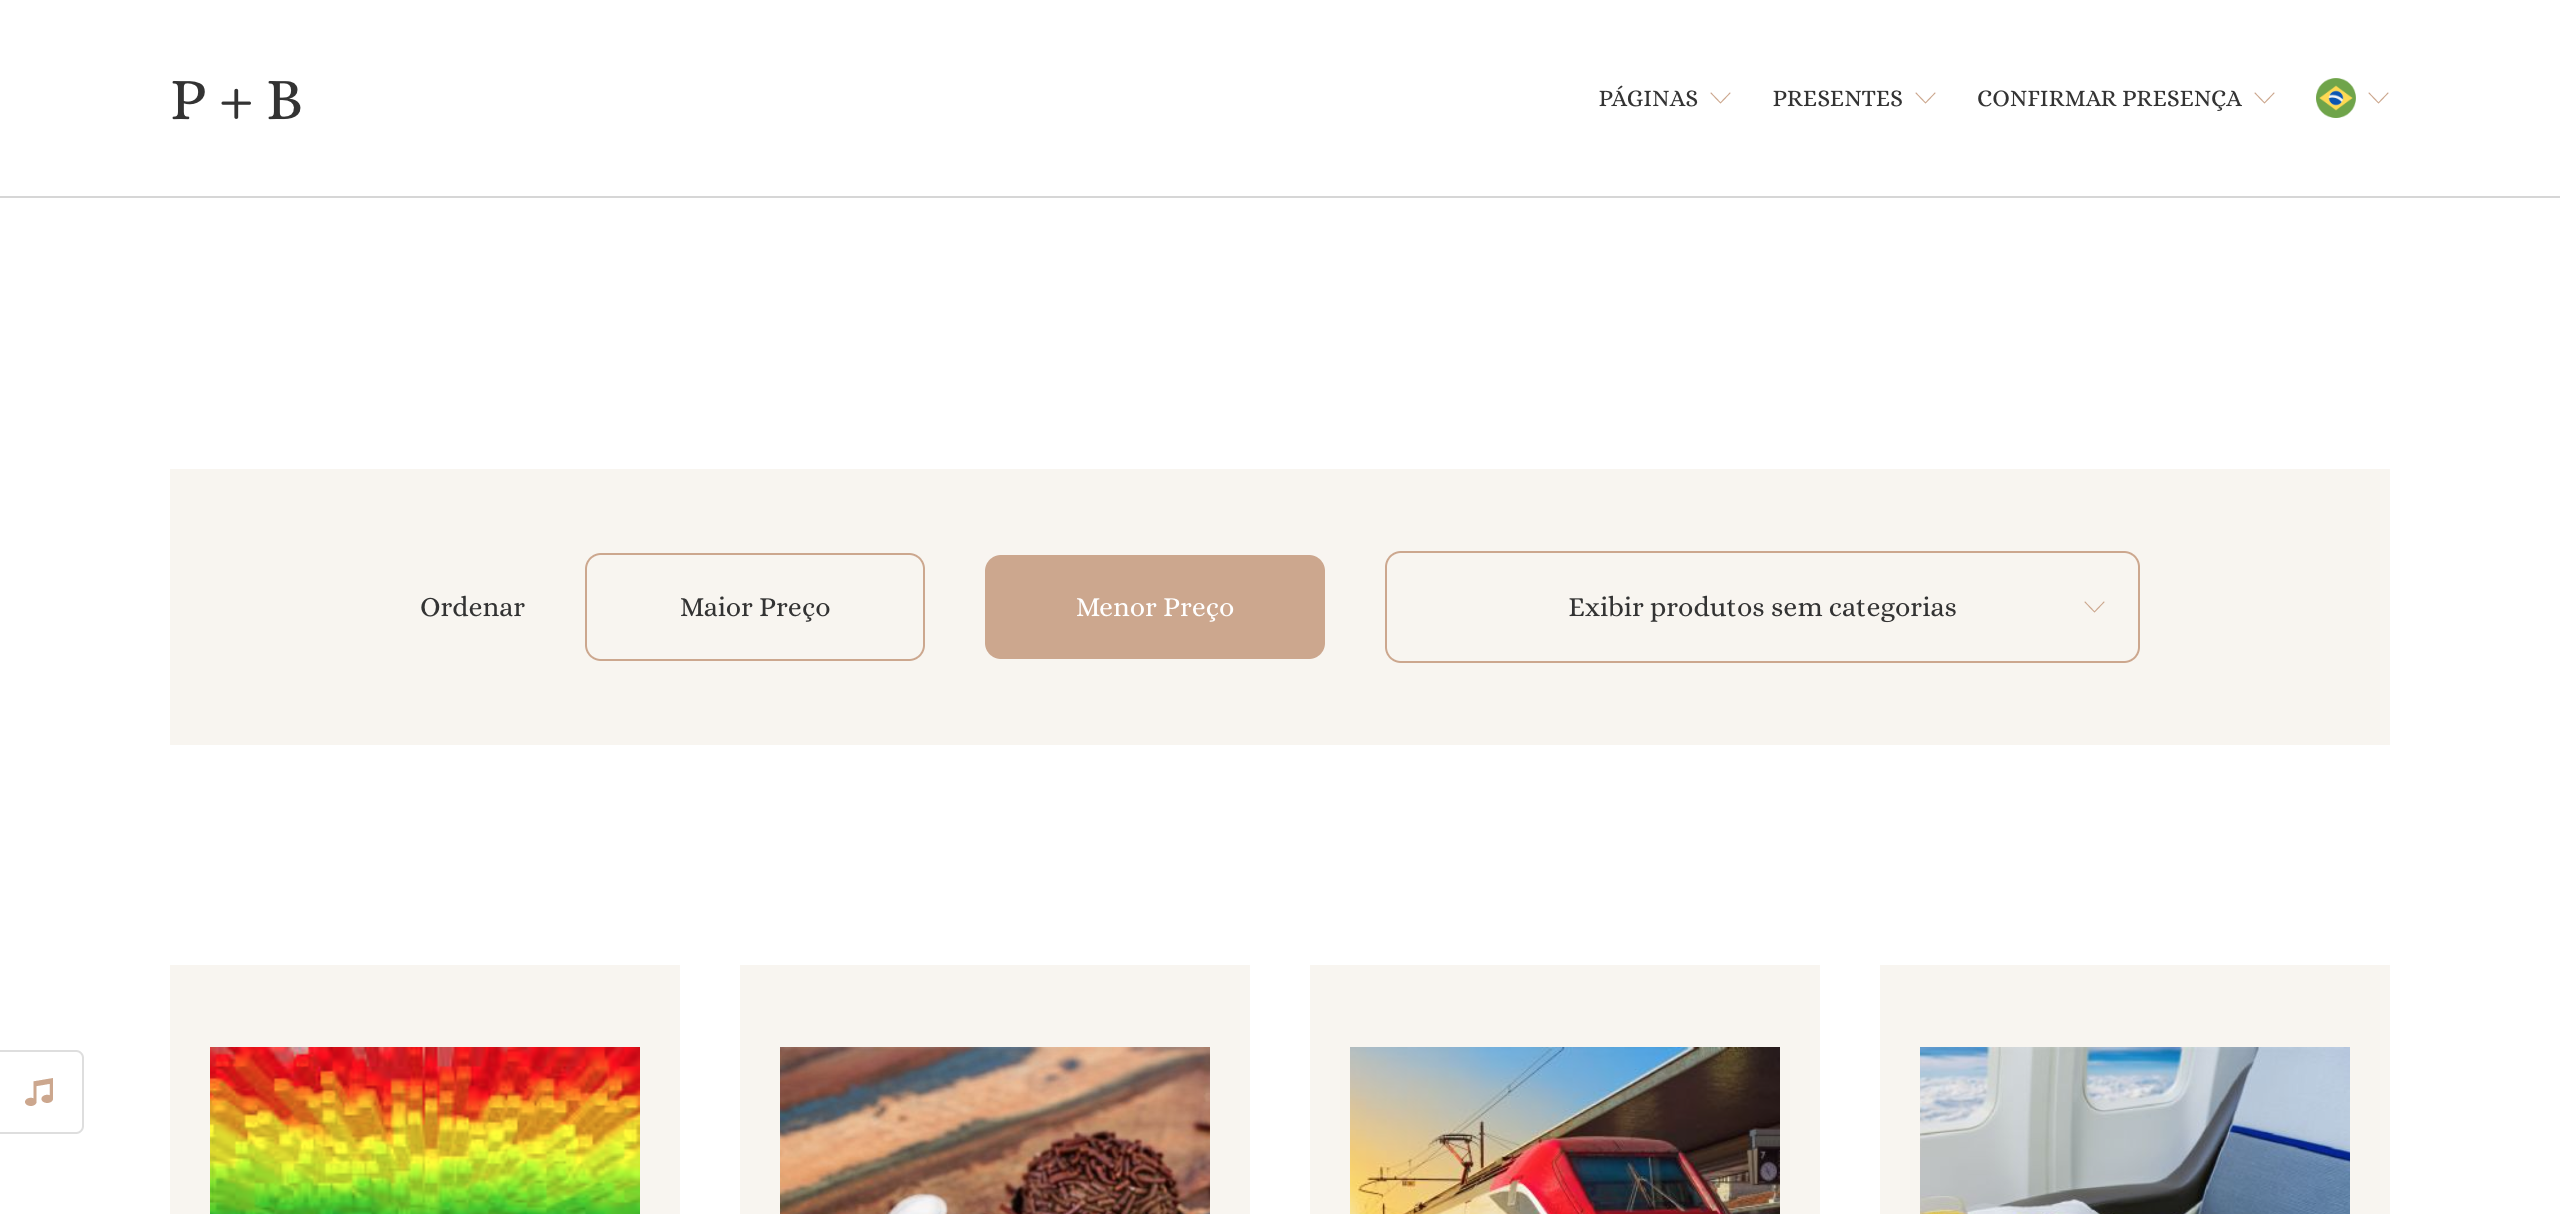 P + B
PÁGINAS
PRESENTES
CONFIRMAR PRESENÇA
Ordenar
Maior Preço
Menor Preço
Exibir produtos sem categorias